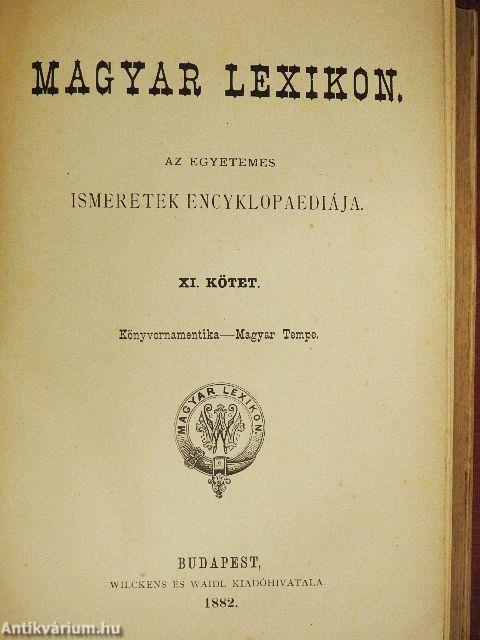 MAGYAR LEXIKON.
AZ EGYETEMES
ISMERETEK ENCYKLOPAEDIÁJA.
XI. KÖTET.
Könyvornamentika—Magyar Tempe.
MAGYAR LEXIKON.
BUDAPEST,
WILCKENS ÉS WAIDL KIADÓHIVATALA.
1882.
Antikvárium.hu